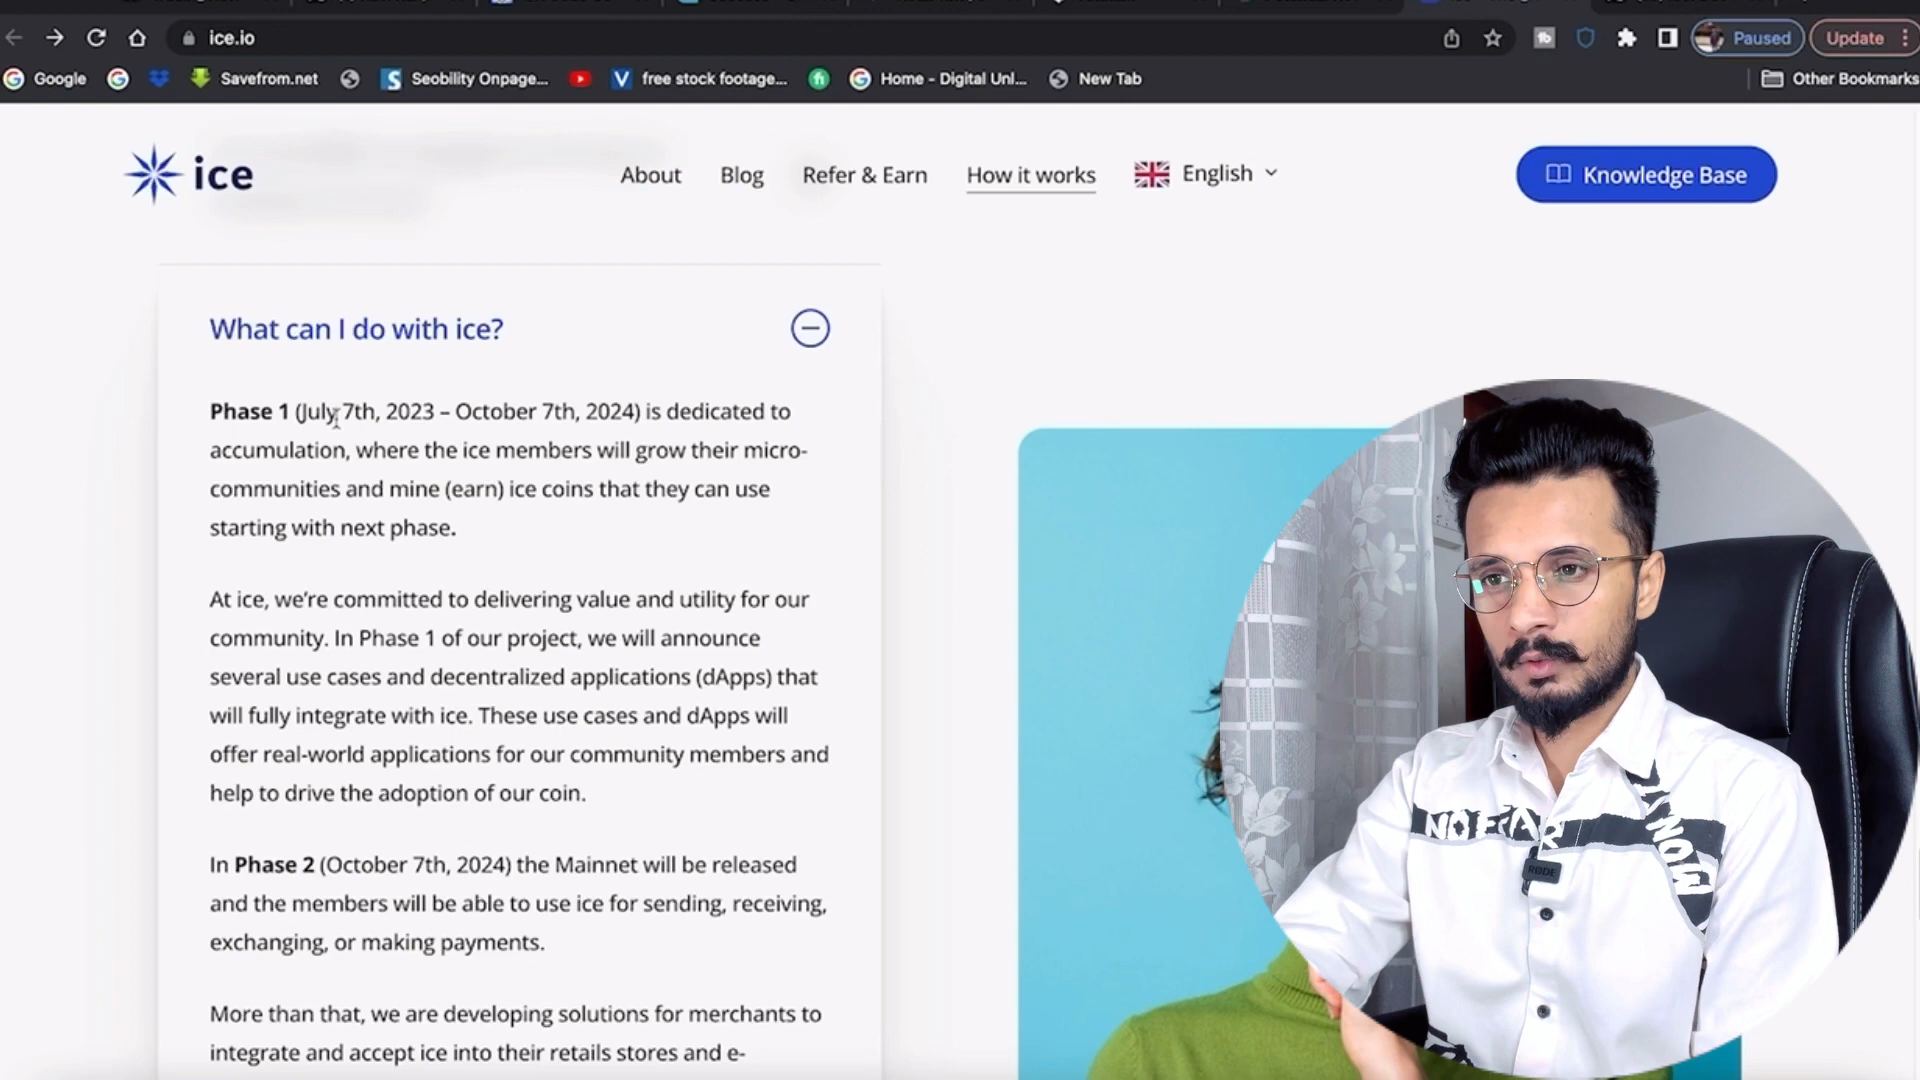 ice.io
Paused
Update
Google
Savefrom.net
Seobility Onpage...
free stock footage...
Home - Digital Unl...
New Tab
Other Bookmarks
ice
About
Blog
Refer & Earn
How it works
English
Knowledge Base
What can I do with ice?
Phase 1 (July 7th, 2023 – October 7th, 2024) is dedicated to
accumulation, where the ice members will grow their micro-
communities and mine (earn) ice coins that they can use
starting with next phase.
At ice, we’re committed to delivering value and utility for our
community. In Phase 1 of our project, we will announce
several use cases and decentralized applications (dApps) that
will fully integrate with ice. These use cases and dApps will
offer real-world applications for our community members and
help to drive the adoption of our coin.
In Phase 2 (October 7th, 2024) the Mainnet will be released
and the members will be able to use ice for sending, receiving,
exchanging, or making payments.
More than that, we are developing solutions for merchants to
integrate and accept ice into their retails stores and e-
NO FEAR
NO
RØDE